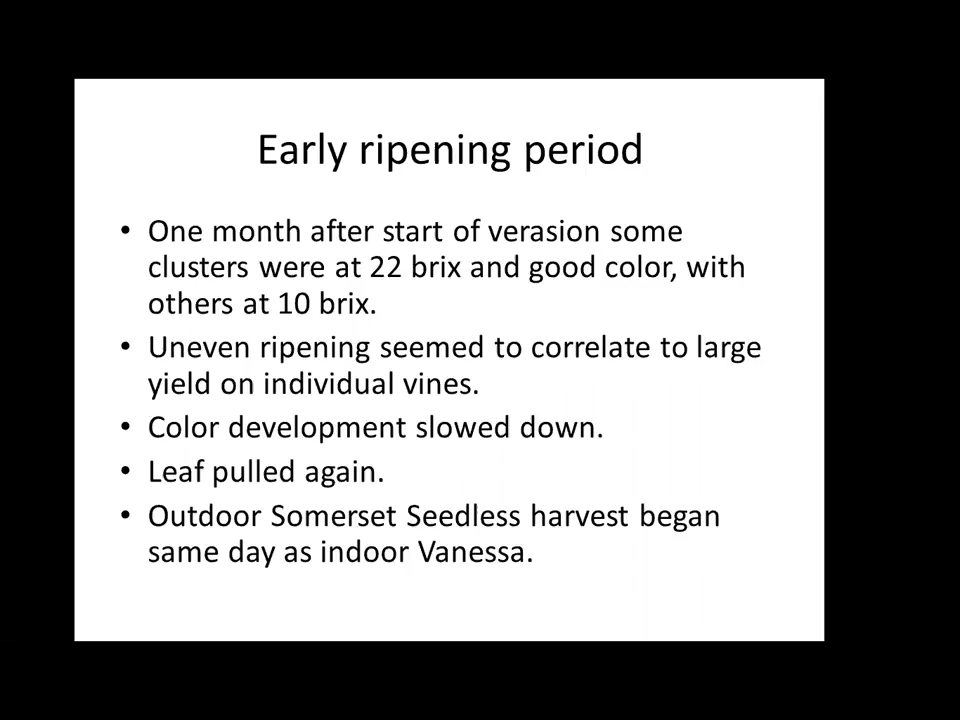 Early ripening period
• One month after start of verasion some
clusters were at 22 brix and good color, with
others at 10 brix.
• Uneven ripening seemed to correlate to large
yield on individual vines.
• Color development slowed down.
• Leaf pulled again.
• Outdoor Somerset Seedless harvest began
same day as indoor Vanessa.